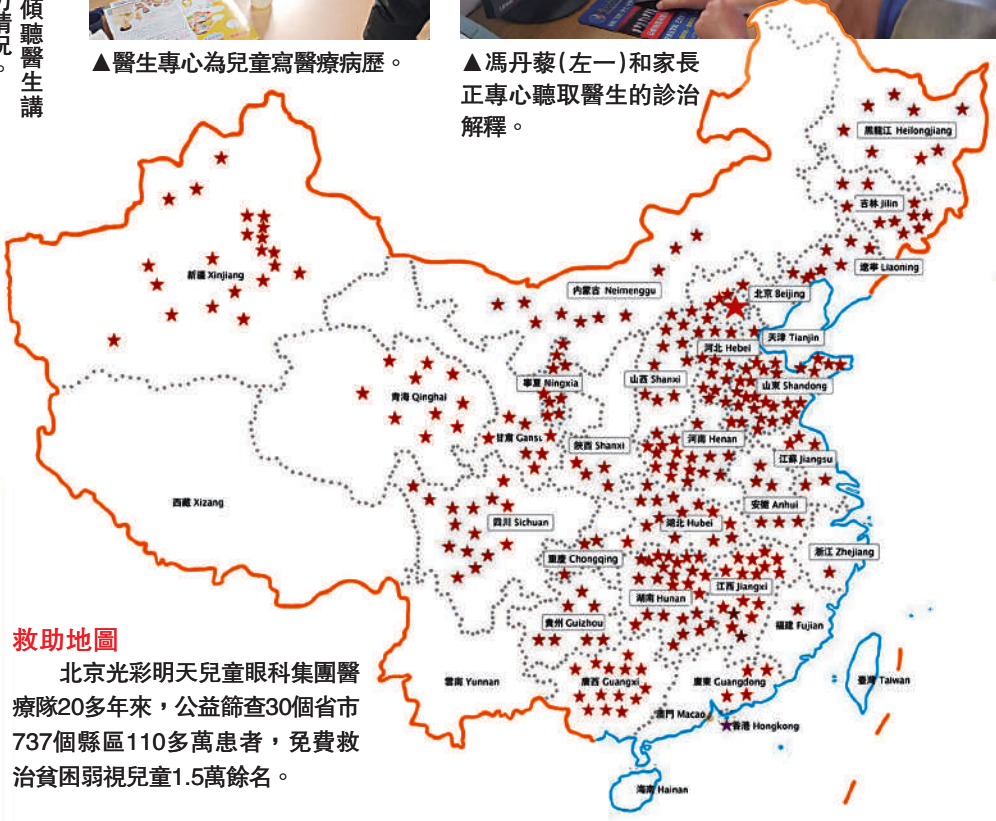 傾聽醫生講
情況。
▲醫生專心為兒童寫醫療病歷。
▲馮丹藜(左一)和家長
正專心聽取醫生的診治
解釋。
黑龍江 Heilongjiang
吉林 Jilin
遼寧 Liaoning
新疆 Xinjiang
內蒙古 Neimenggu
北京 Beijing
天津 Tianjin
河北 Hebei
山西 Shanxi
山東 Shandong
寧夏 Ningxia
青海 Qinghai
甘肅 Gansu
陝西 Shanxi
河南 Henan
江蘇 Jiangsu
西藏 Xizang
安徽 Anhui
四川 Sichuan
湖北 Hubei
重慶 Chongqing
浙江 Zhejiang
江西 Jiangxi
湖南 Hunan
貴州 Guizhou
福建 Fujian
雲南 Yunnan
廣西 Guangxi
廣東 Guangdong
臺灣 Taiwan
澳門 Macao
香港 Hongkong
海南 Hainan
救助地圖
北京光彩明天兒童眼科集團醫
療隊20多年來，公益篩查30個省市
737個縣區110多萬患者，免費救
治貧困弱視兒童1.5萬餘名。